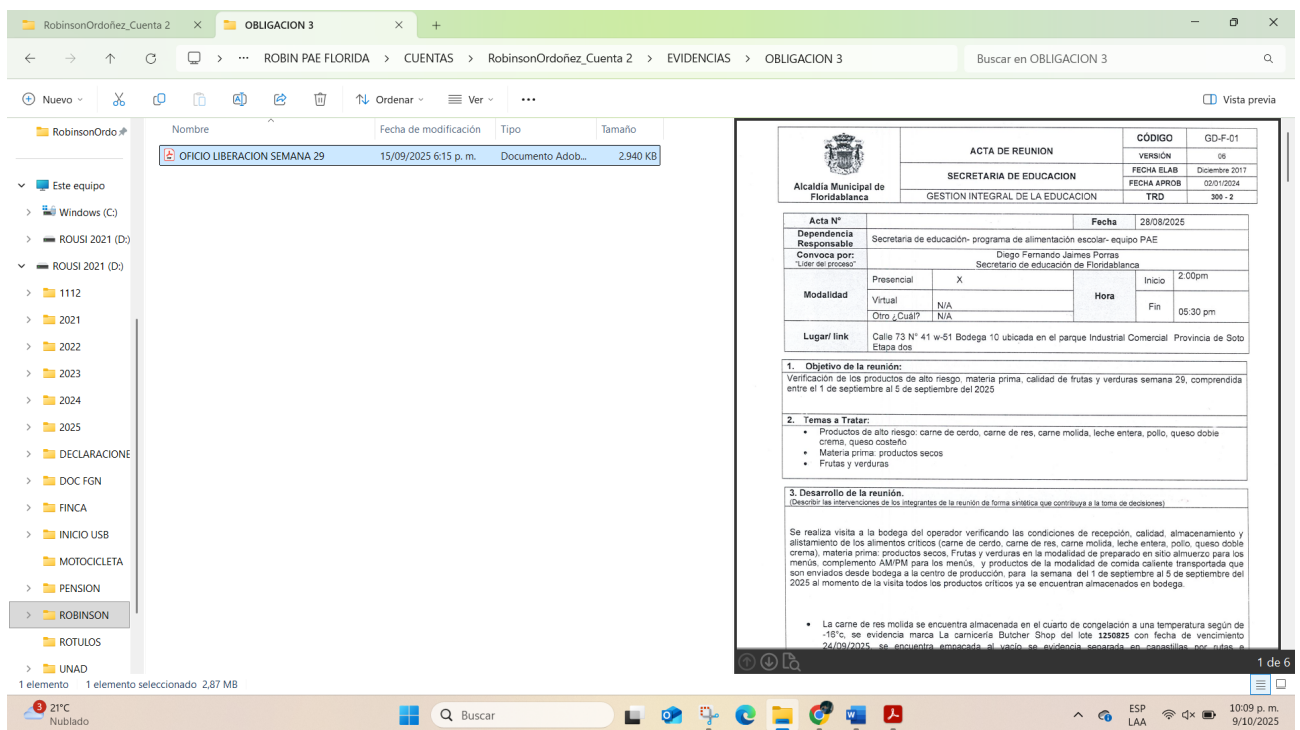 RobinsonOrdoñez_Cuenta 2
OBLIGACION 3
ROBIN PAE FLORIDA > CUENTAS > RobinsonOrdoñez_Cuenta 2 > EVIDENCIAS > OBLIGACION 3
Buscar en OBLIGACION 3
Nuevo
Ordenar
Ver
Vista previa
RobinsonOrdo
Este equipo
Windows (C:)
ROUSI 2021 (D:)
ROUSI 2021 (D:)
1112
2021
2022
2023
2024
2025
DECLARACIONE
DOC FGN
FINCA
INICIO USB
MOTOCICLETA
PENSION
ROBINSON
ROTULOS
UNAD
Nombre Fecha de modificación Tipo Tamaño
OFICIO LIBERACION SEMANA 29 15/09/2025 6:15 p. m. Documento Adob... 2.940 KB
Alcaldía Municipal de
Floridablanca
ACTA DE REUNION
SECRETARIA DE EDUCACION
GESTION INTEGRAL DE LA EDUCACION
CÓDIGO GD-F-01
VERSIÓN 06
FECHA ELAB Diciembre 2017
FECHA APROB 02/01/2024
TRD 300 - 2
Acta Nº Fecha 28/08/2025
Dependencia
Responsable
Secretaria de educación- programa de alimentación escolar- equipo PAE
Convoca por:
"Líder del proceso"
Diego Fernando Jaimes Porras
Secretario de educación de Floridablanca
Modalidad
Presencial X
Virtual N/A
Otro ¿Cuál? N/A
Hora
Inicio 2:00pm
Fin 05:30 pm
Lugar/ link
Calle 73 N° 41 w-51 Bodega 10 ubicada en el parque Industrial Comercial Provincia de Soto
Etapa dos
1. Objetivo de la reunión:
Verificación de los productos de alto riesgo, materia prima, calidad de frutas y verduras semana 29, comprendida
entre el 1 de septiembre al 5 de septiembre del 2025
2. Temas a Tratar:
• Productos de alto riesgo: carne de cerdo, carne de res, carne molida, leche entera, pollo, queso doble
crema, queso costeño
• Materia prima: productos secos
• Frutas y verduras
3. Desarrollo de la reunión.
(Describir las intervenciones de los integrantes de la reunión de forma sintética que contribuya a la toma de decisiones)
Se realiza visita a la bodega del operador verificando las condiciones de recepción, calidad, almacenamiento y
alistamiento de los alimentos críticos (carne de cerdo, carne de res, carne molida, leche entera, pollo, queso doble
crema), materia prima: productos secos, Frutas y verduras en la modalidad de preparado en sitio almuerzo para los
menús, complemento AM/PM para los menús, y productos de la modalidad de comida caliente transportada que
son enviados desde bodega a la centro de producción, para la semana del 1 de septiembre al 5 de septiembre del
2025 al momento de la visita todos los productos críticos ya se encuentran almacenados en bodega.
• La carne de res molida se encuentra almacenada en el cuarto de congelación a una temperatura según de
-16°c, se evidencia marca La carnicería Butcher Shop del lote 1250825 con fecha de vencimiento
24/09/2025, se encuentra empacada al vacío se evidencia separada en canastillas por rutas e
1 de 6
1 elemento 1 elemento seleccionado 2,87 MB
3
21°C
Nublado
Buscar
ESP
LAA
10:09 p. m.
9/10/2025